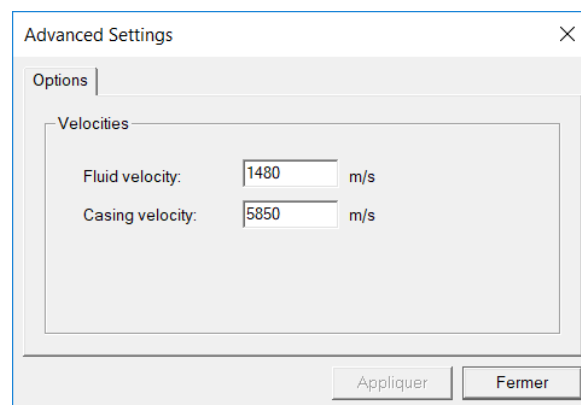 Advanced Settings
Options
Velocities
Fluid velocity: 1480 m/s
Casing velocity: 5850 m/s
Appliquer Fermer